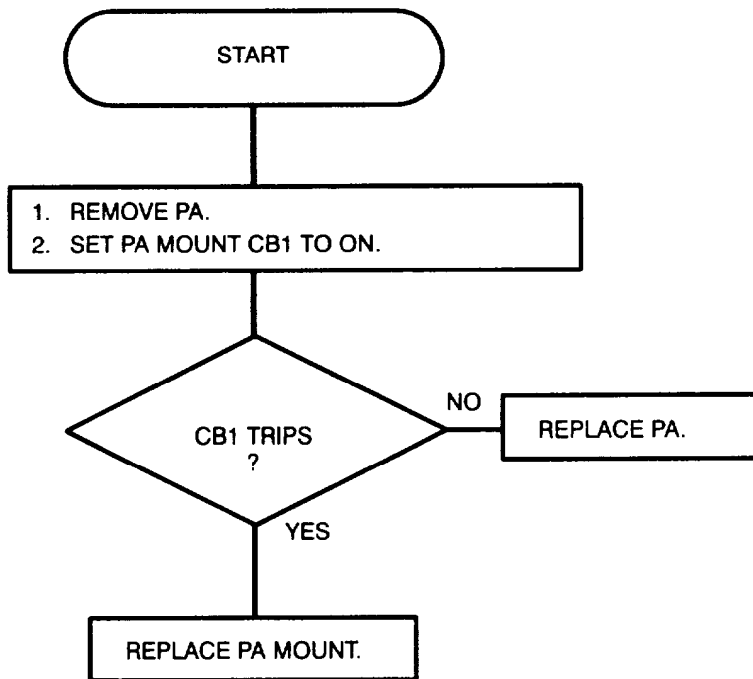 START
1. REMOVE PA.
2. SET PA MOUNT CB1 TO ON.
CB1 TRIPS
?
NO
REPLACE PA.
YES
REPLACE PA MOUNT.